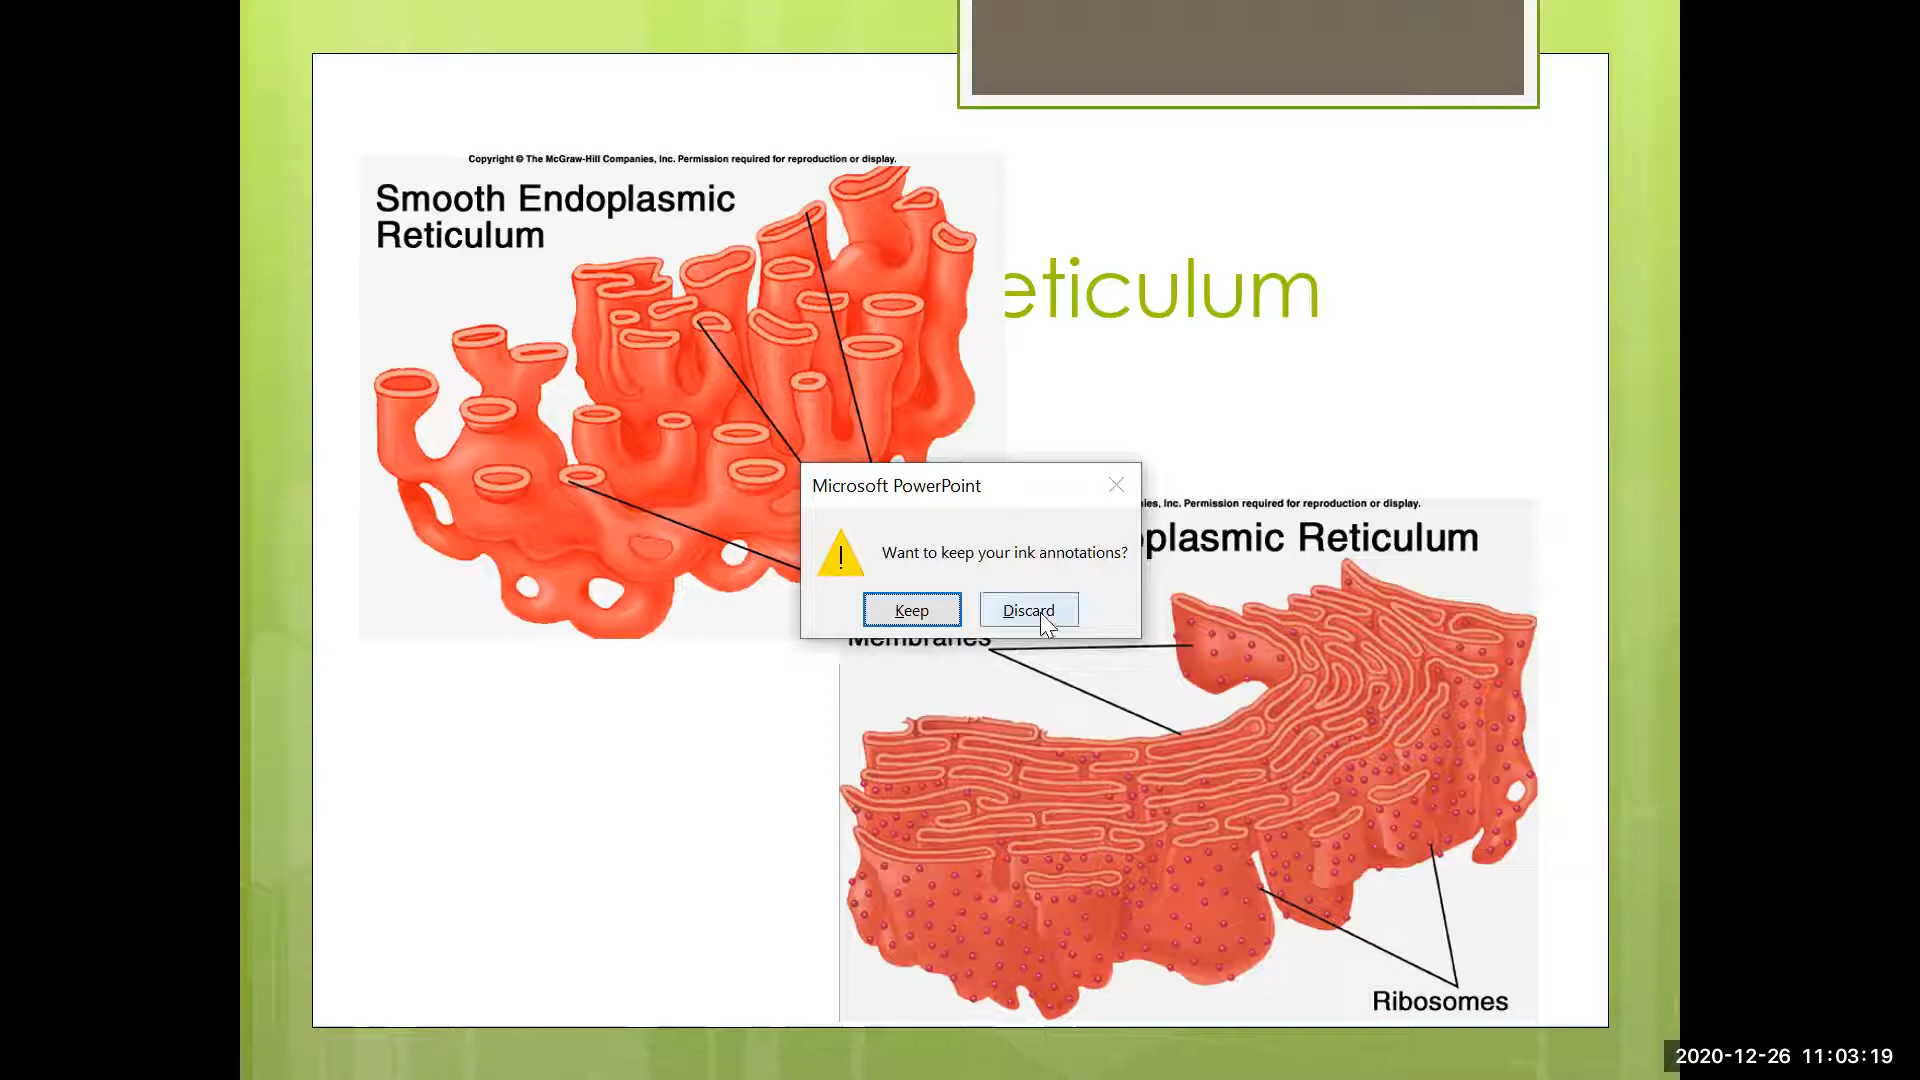 Copyright © The McGraw-Hill Companies, Inc. Permission required for reproduction or display.
Smooth Endoplasmic
Reticulum
eticulum
Microsoft PowerPoint
Want to keep your ink annotations?
Keep
Discard
ies, Inc. Permission required for reproduction or display.
plasmic Reticulum
Membranes
Ribosomes
2020-12-26 11:03:19